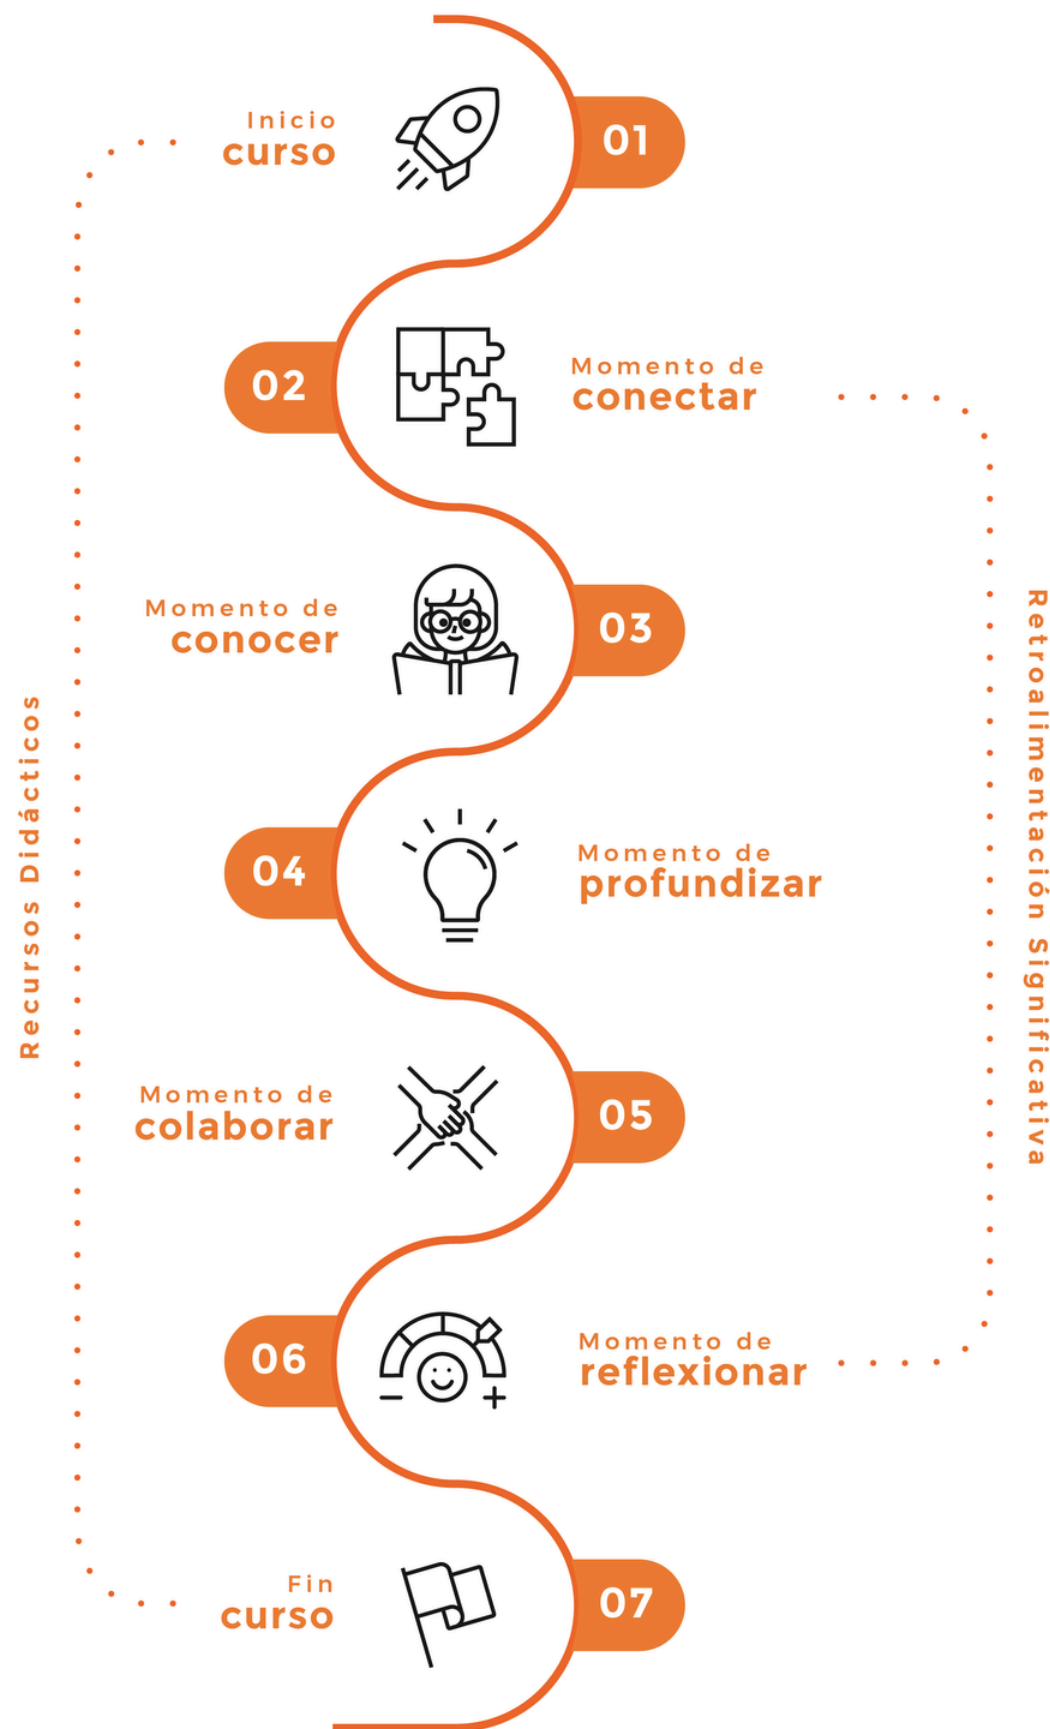 Inicio
curso
01
02
Momento de
conectar
Momento de
conocer
03
04
Momento de
profundizar
Momento de
colaborar
05
06
Momento de
reflexionar
Fin
curso
07
Recursos Didácticos
Retroalimentación Significativa